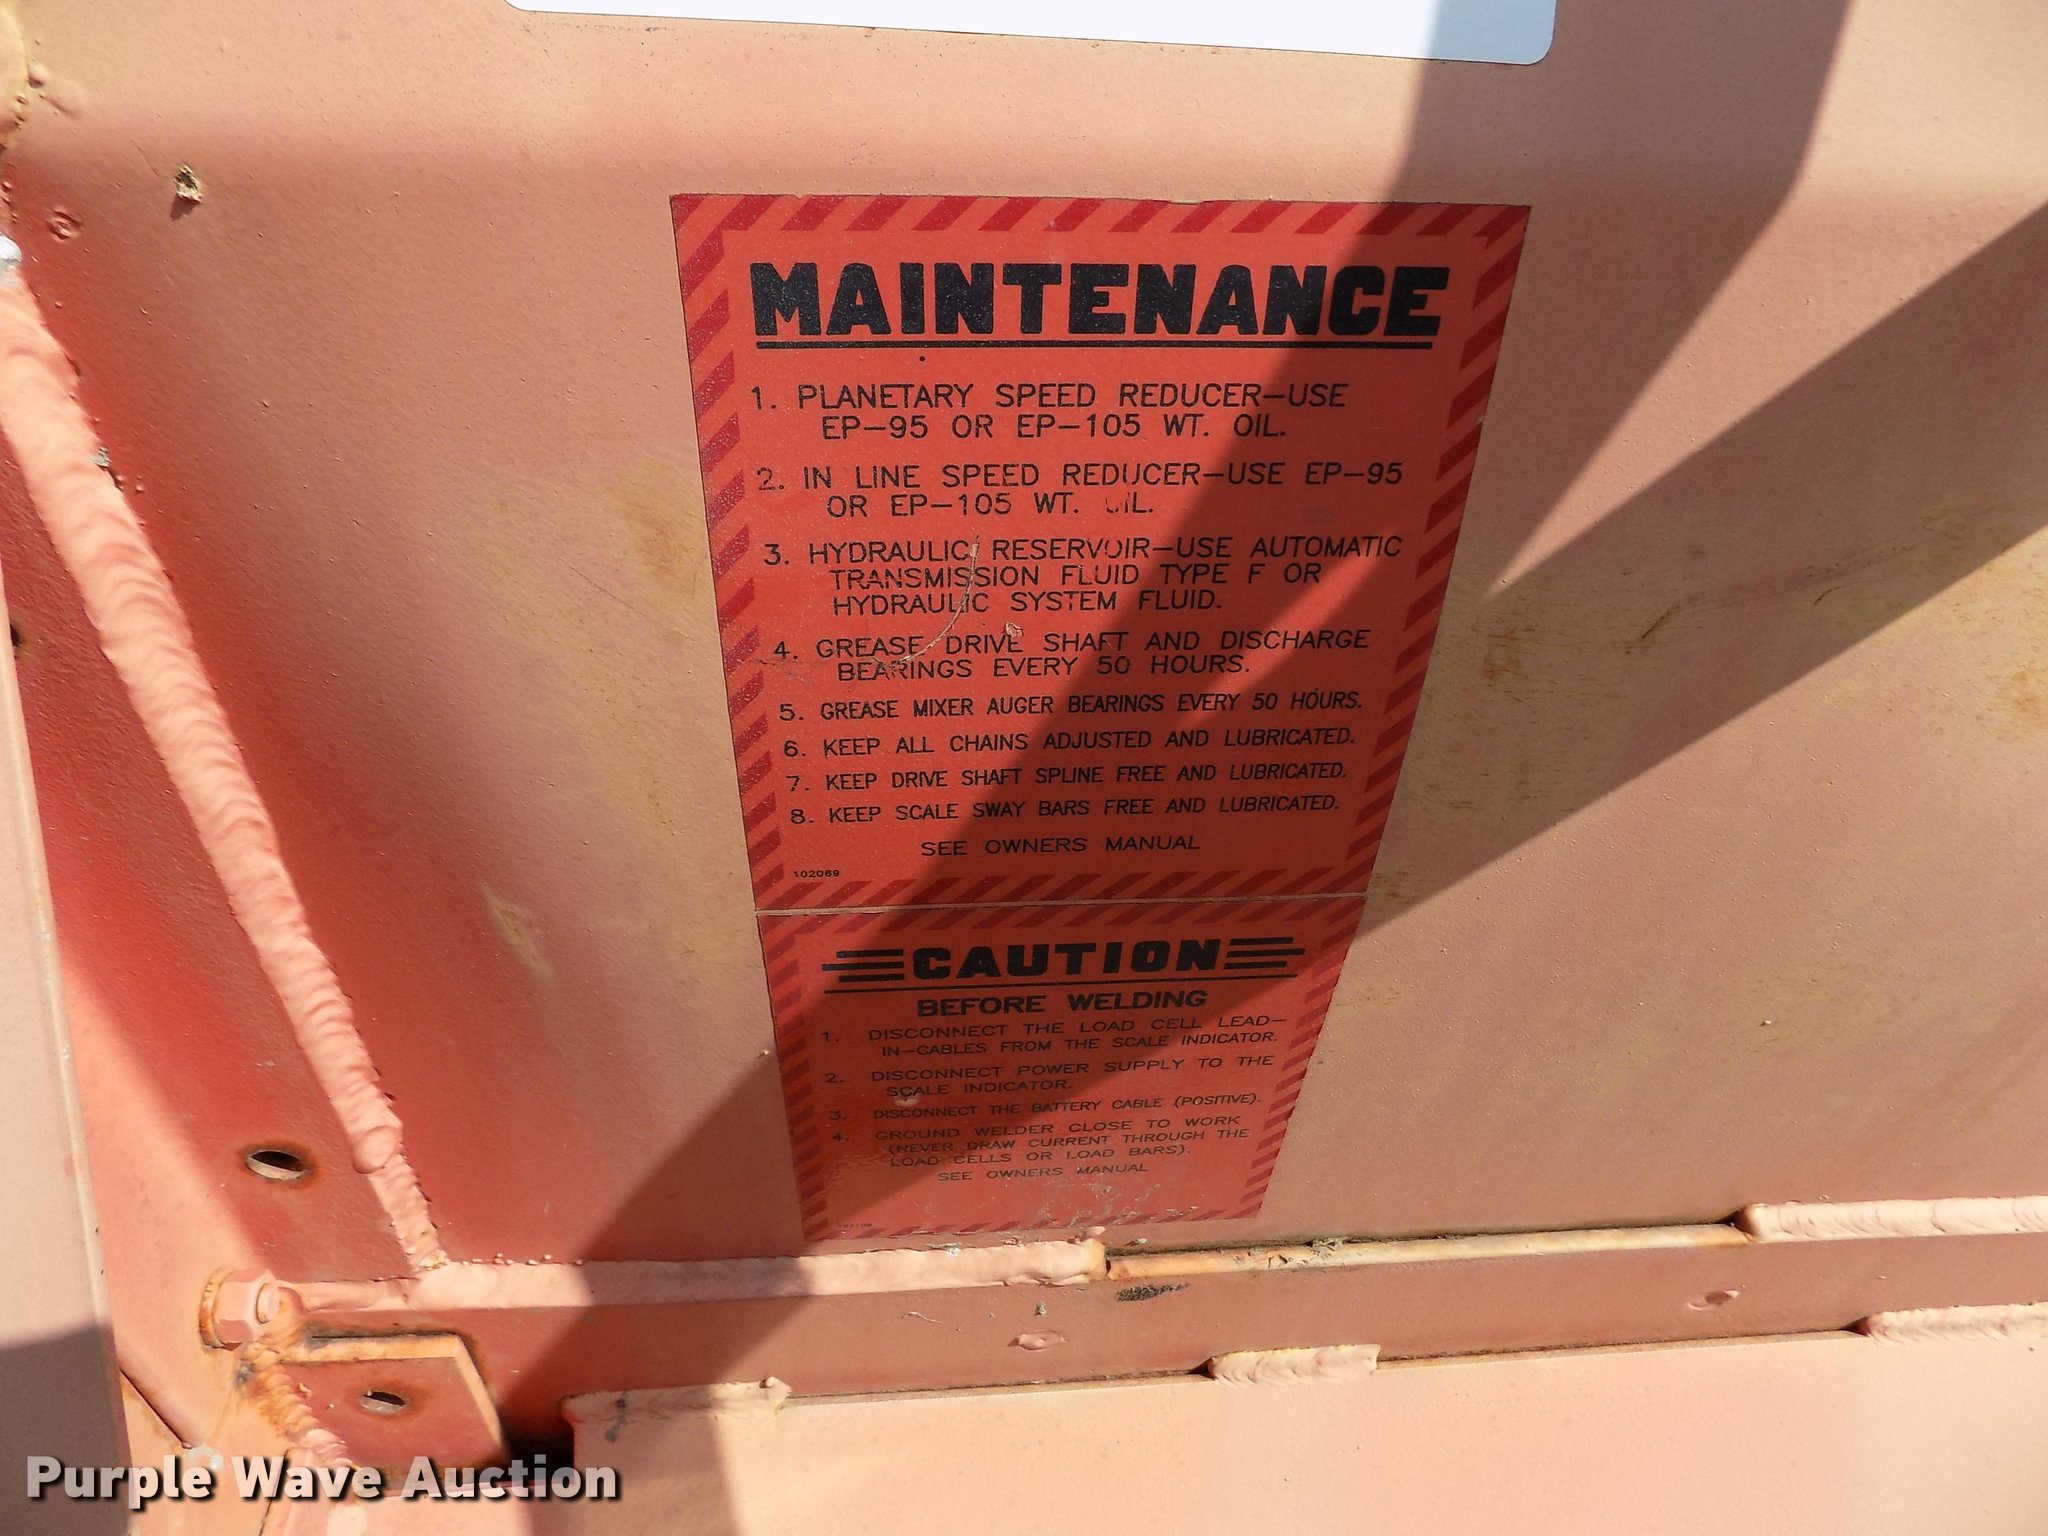 MAINTENANCE
1. PLANETARY SPEED REDUCER-USE
EP-95 OR EP-105 WT. OIL.
2. IN LINE SPEED REDUCER-USE EP-95
OR EP-105 WT. OIL.
3. HYDRAULIC RESERVOIR-USE AUTOMATIC
TRANSMISSION FLUID TYPE F OR
HYDRAULIC SYSTEM FLUID.
4. GREASE DRIVE SHAFT AND DISCHARGE
BEARINGS EVERY 50 HOURS.
5. GREASE MIXER AUGER BEARINGS EVERY 50 HOURS.
6. KEEP ALL CHAINS ADJUSTED AND LUBRICATED.
7. KEEP DRIVE SHAFT SPLINE FREE AND LUBRICATED.
8. KEEP SCALE SWAY BARS FREE AND LUBRICATED.
SEE OWNERS MANUAL
102069
CAUTION
BEFORE WELDING
1. DISCONNECT THE LOAD CELL LEAD-
IN-CABLES FROM THE SCALE INDICATOR.
2. DISCONNECT POWER SUPPLY TO THE
SCALE INDICATOR.
3. DISCONNECT THE BATTERY CABLE (POSITIVE).
4. GROUND WELDER CLOSE TO WORK
(NEVER DRAW CURRENT THROUGH THE
LOAD CELLS OR LOAD BARS).
SEE OWNERS MANUAL
Purple Wave Auction